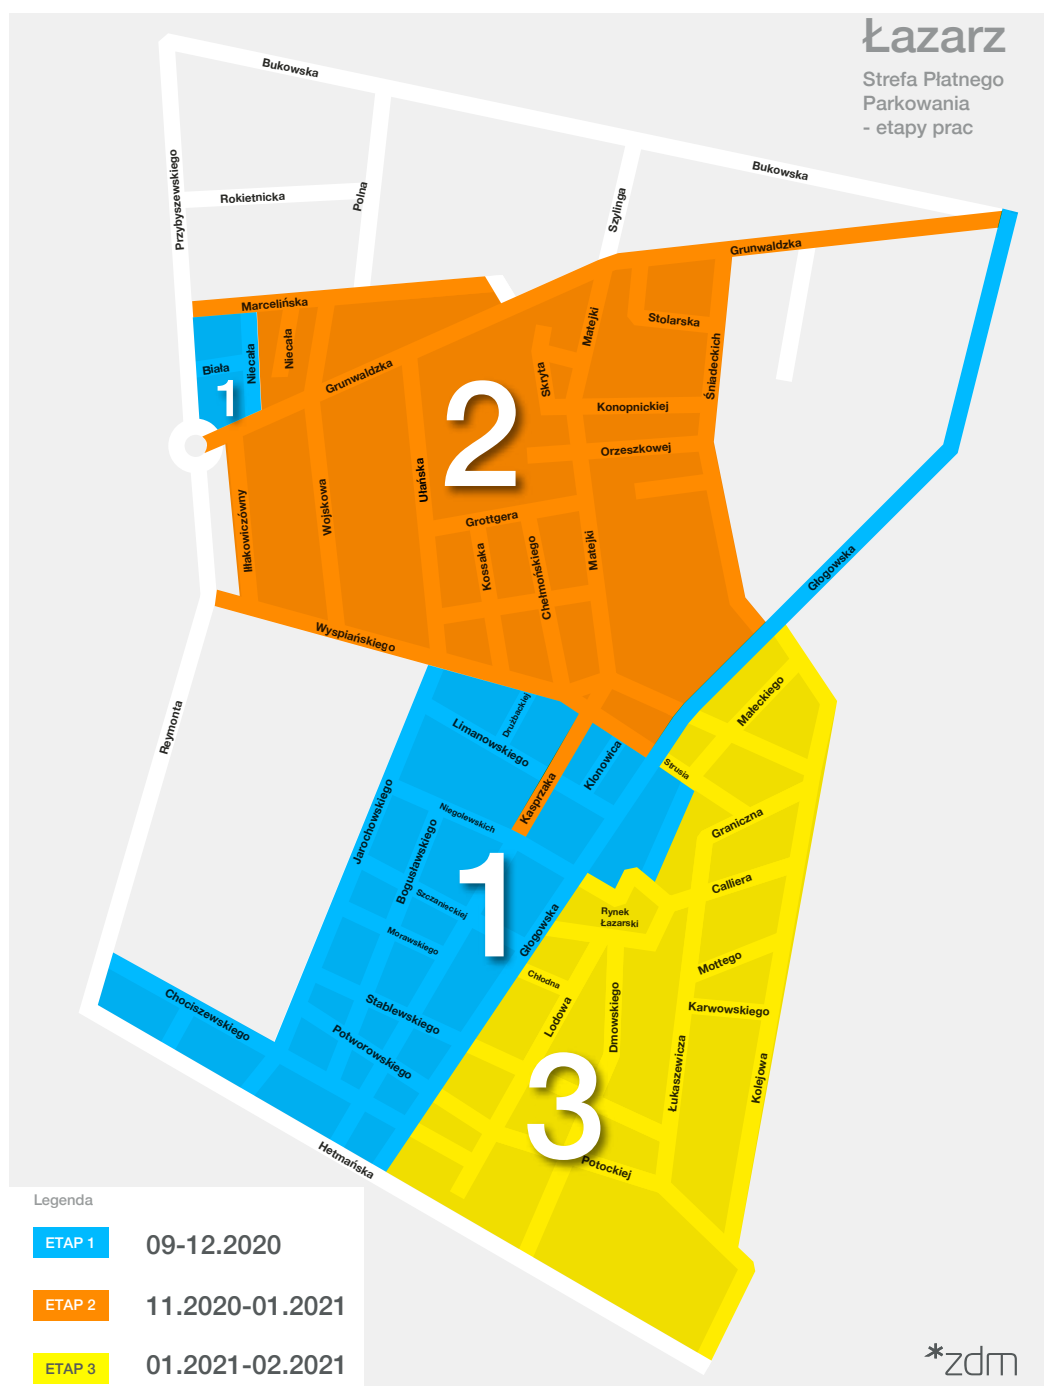 Łazarz
Strefa Płatnego
Parkowania
- etapy prac
Bukowska
Bukowska
Przybyszewskiego
Rokietnicka
Polna
Szylinga
Grunwaldzka
Marcelińska
Niecała
Niecała
Biała
1
Grunwaldzka
Matejki
Stolarska
Śniadeckich
Skryta
Konopnickiej
2
Orzeszkowej
Ułańska
Wojskowa
Iłłakowiczówny
Grottgera
Kossaka
Chełmońskiego
Matejki
Głogowska
Wyspiańskiego
Reymonta
Drużbackiej
Limanowskiego
Klonowica
Kasprzaka
Małeckiego
Strusia
Graniczna
Jarochowskiego
Niegolewskich
Bogusławskiego
Szczanieckiej
1
Calliera
Rynek
Łazarski
Głogowska
Morawskiego
Mottego
Chłodna
Lodowa
Dmowskiego
Karwowskiego
Chociszewskiego
Stablewskiego
Potworowskiego
Łukaszewicza
Kolejowa
3
Potockiej
Hetmańska
Legenda
ETAP 1 09-12.2020
ETAP 2 11.2020-01.2021
ETAP 3 01.2021-02.2021
*zdm